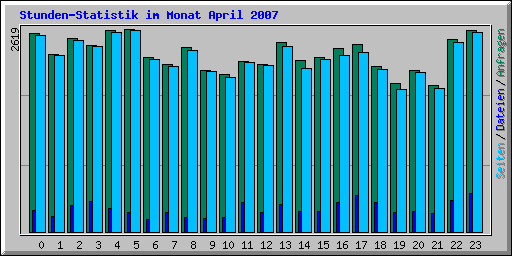 Stunden-Statistik im Monat April 2007
2619
Seiten / Dateien / Anfragen
0 1 2 3 4 5 6 7 8 9 10 11 12 13 14 15 16 17 18 19 20 21 22 23